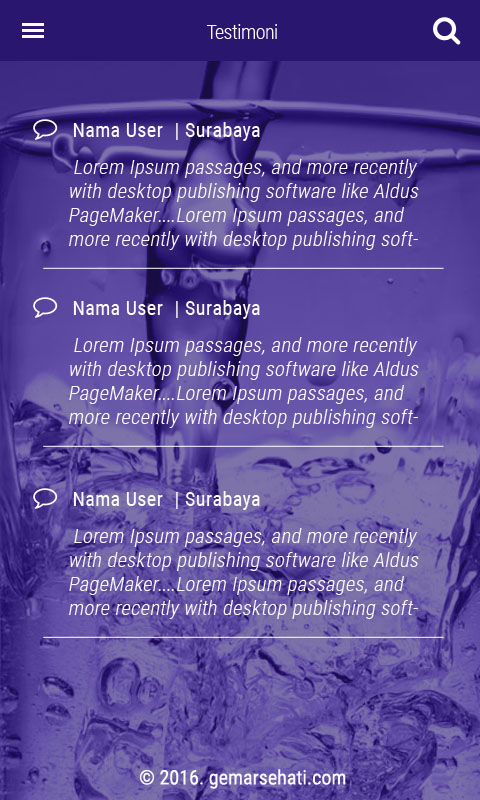 Testimoni
Nama User | Surabaya
Lorem Ipsum passages, and more recently
with desktop publishing software like Aldus
PageMaker....Lorem Ipsum passages, and
more recently with desktop publishing soft-
Nama User | Surabaya
Lorem Ipsum passages, and more recently
with desktop publishing software like Aldus
PageMaker....Lorem Ipsum passages, and
more recently with desktop publishing soft-
Nama User | Surabaya
Lorem Ipsum passages, and more recently
with desktop publishing software like Aldus
PageMaker....Lorem Ipsum passages, and
more recently with desktop publishing soft-
© 2016. gemarsehati.com